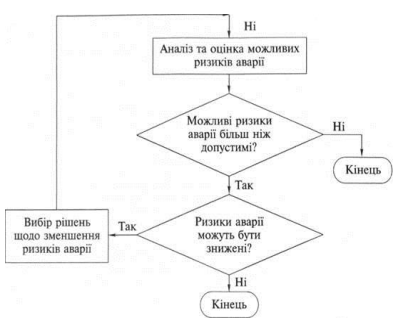 Ні
Аналіз та оцінка можливих
ризиків аварії
Можливі ризики
аварії більш ніж
допустимі?
Ні
Кінець
Так
Вибір рішень
щодо зменшення
ризиків аварії
Так
Ризики аварії
можуть бути
знижені?
Ні
Кінець